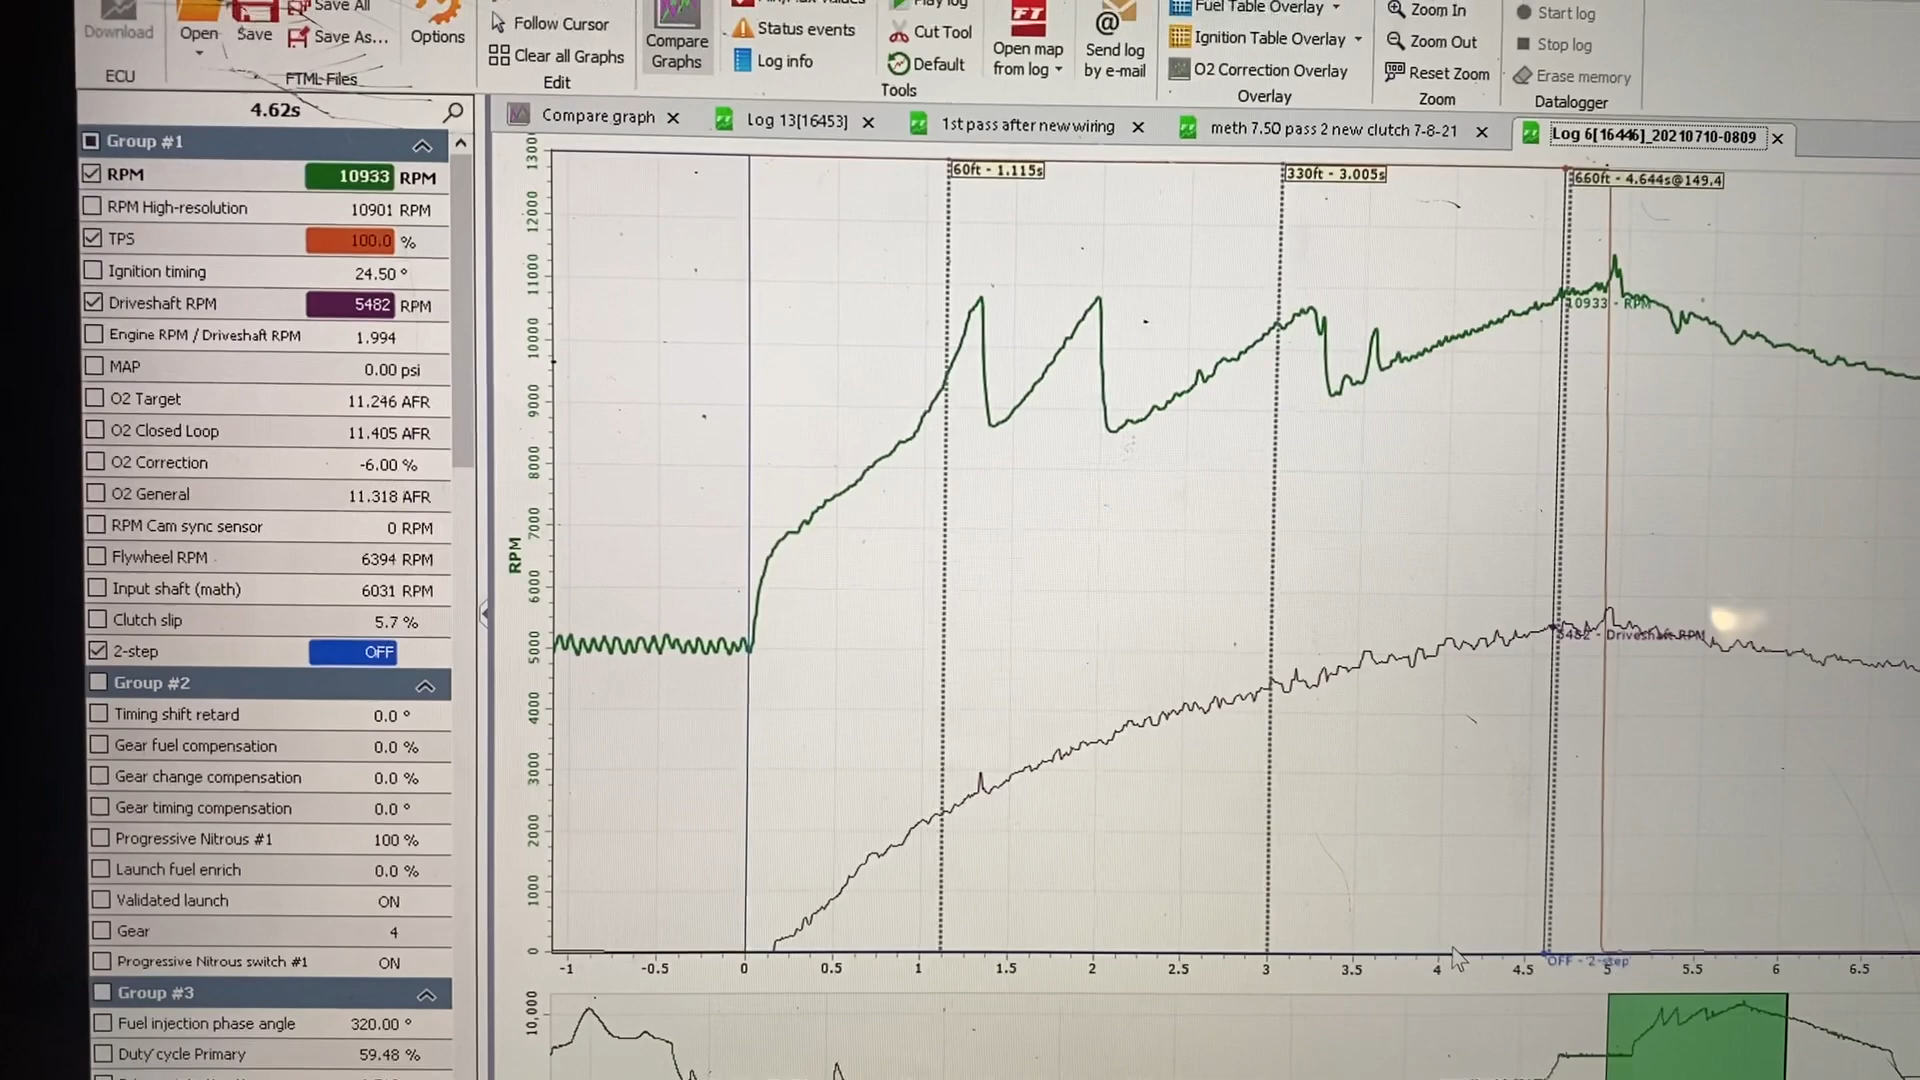 Download
Open
Save
Save All
Save As...
Options
ECU
FTML Files
Follow Cursor
Clear all Graphs
Edit
Compare
Graphs
Status events
Log info
Play log
Cut Tool
Default
FT
Open map
from log
Send log
by e-mail
Tools
Fuel Table Overlay
Ignition Table Overlay
O2 Correction Overlay
Overlay
Zoom In
Zoom Out
Reset Zoom
Zoom
Start log
Stop log
Erase memory
Datalogger
4.62s
Compare graph
Log 13[16453]
1st pass after new wiring
meth 7.50 pass 2 new clutch 7-8-21
Log 6[16446]_20210710-0809
Group #1
RPM 10933 RPM
RPM High-resolution 10901 RPM
TPS 100.0 %
Ignition timing 24.50 °
Driveshaft RPM 5482 RPM
Engine RPM / Driveshaft RPM 1.994
MAP 0.00 psi
O2 Target 11.246 AFR
O2 Closed Loop 11.405 AFR
O2 Correction -6.00 %
O2 General 11.318 AFR
RPM Cam sync sensor 0 RPM
Flywheel RPM 6394 RPM
Input shaft (math) 6031 RPM
Clutch slip 5.7 %
2-step OFF
Group #2
Timing shift retard 0.0 °
Gear fuel compensation 0.0 %
Gear change compensation 0.0 %
Gear timing compensation 0.0 °
Progressive Nitrous #1 100 %
Launch fuel enrich 0.0 %
Validated launch ON
Gear 4
Progressive Nitrous switch #1 ON
Group #3
Fuel injection phase angle 320.00 °
Duty cycle Primary 59.48 %
60ft - 1.115s
330ft - 3.005s
660ft - 4.644s@149,4
12000
11000
10000
9000
8000
7000
6000
5000
4000
3000
2000
1000
0
RPM
10933 - RPM
5482 - Driveshaft RPM
OFF - 2-step
-1 -0.5 0 0.5 1 1.5 2 2.5 3 3.5 4 4.5 5 5.5 6 6.5
10,000